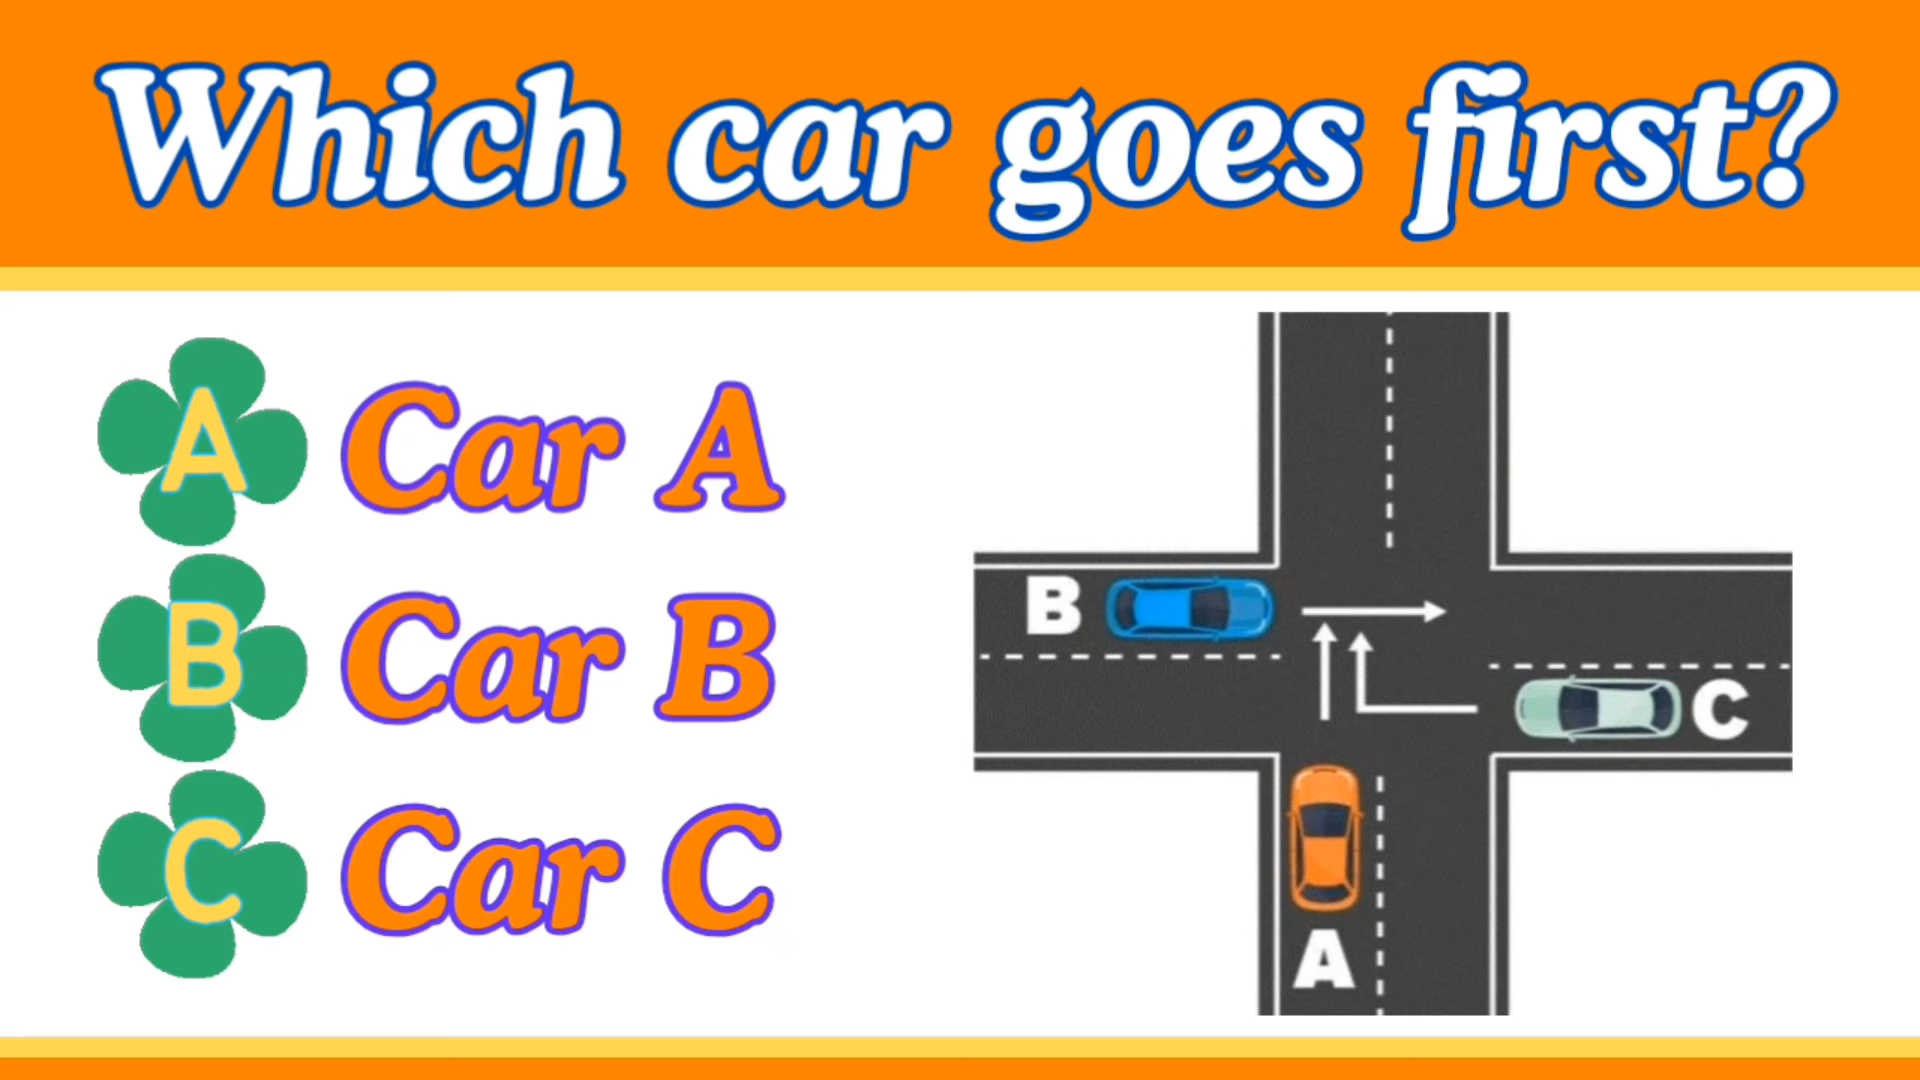 Which car goes first?
A Car A
B Car B
C Car C
B
C
A